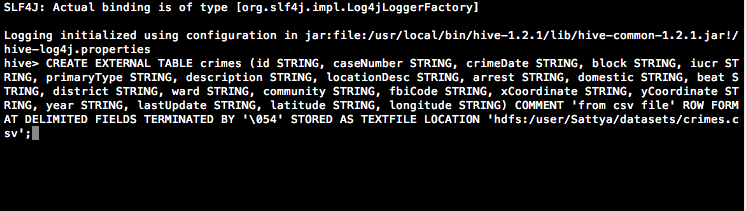 SLF4J: Actual binding is of type [org.slf4j.impl.Log4jLoggerFactory]
Logging initialized using configuration in jar:file:/usr/local/bin/hive-1.2.1/lib/hive-common-1.2.1.jar!/
hive-log4j.properties
hive> CREATE EXTERNAL TABLE crimes (id STRING, caseNumber STRING, crimeDate STRING, block STRING, iucr ST
RING, primaryType STRING, description STRING, locationDesc STRING, arrest STRING, domestic STRING, beat S
TRING, district STRING, ward STRING, community STRING, fbiCode STRING, xCoordinate STRING, yCoordinate ST
RING, year STRING, lastUpdate STRING, latitude STRING, longitude STRING) COMMENT 'from csv file' ROW FORM
AT DELIMITED FIELDS TERMINATED BY '\054' STORED AS TEXTFILE LOCATION 'hdfs:/user/Sattya/datasets/crimes.c
sv';